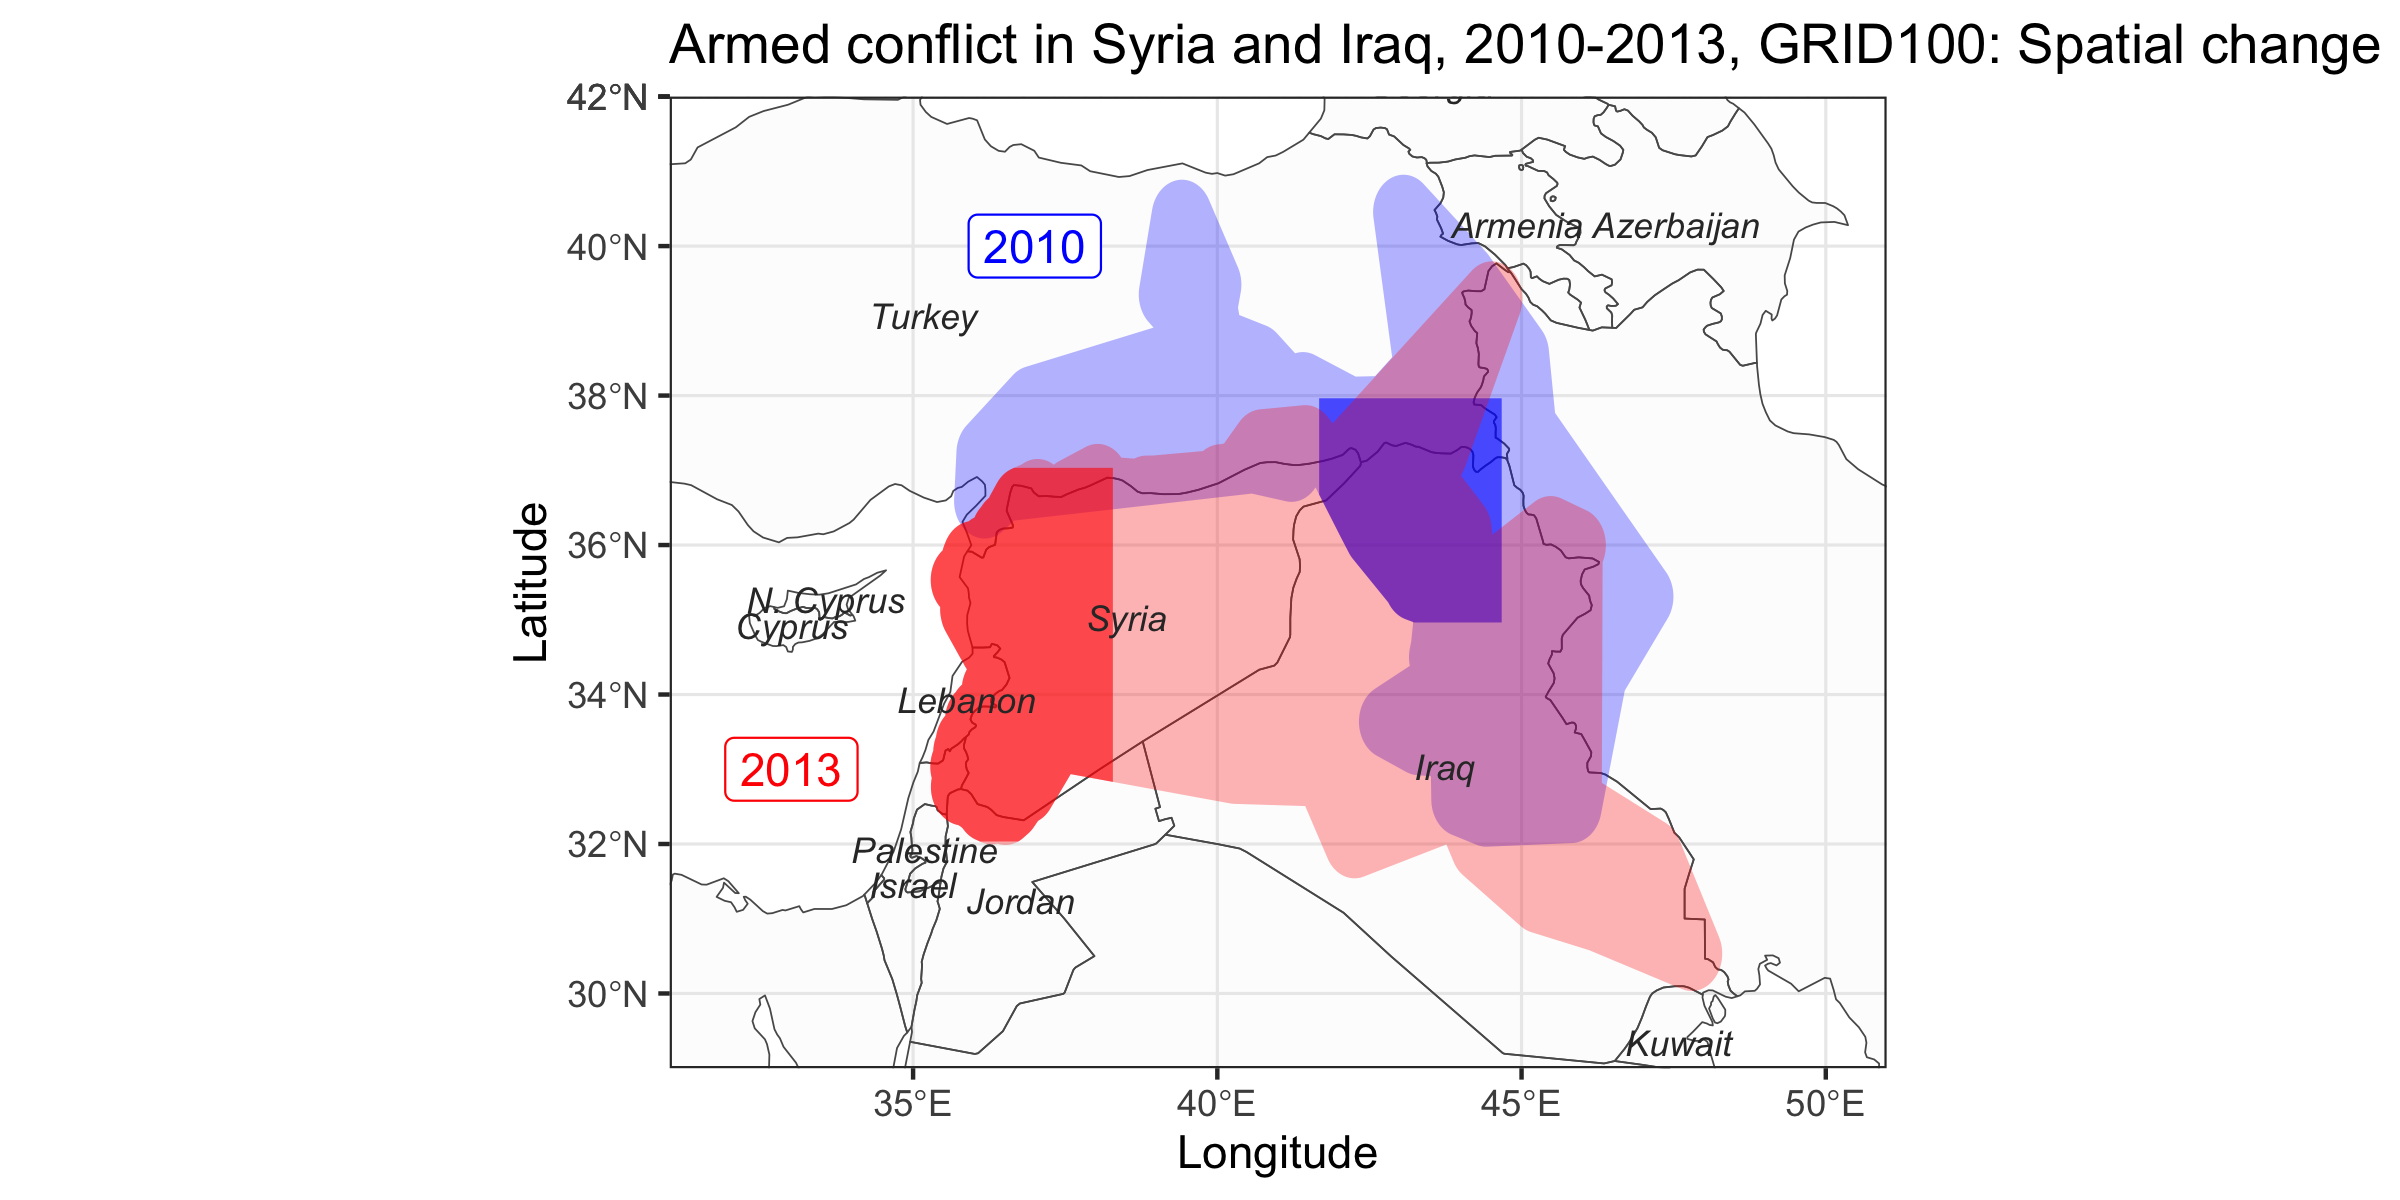 Armed conflict in Syria and Iraq, 2010-2013, GRID100: Spatial change
42°N
40°N
38°N
36°N
34°N
32°N
30°N
Latitude
2010
Armenia Azerbaijan
Turkey
N. Cyprus
Cyprus
Syria
Lebanon
2013
Iraq
Palestine
Israel
Jordan
Kuwait
35°E
40°E
45°E
50°E
Longitude